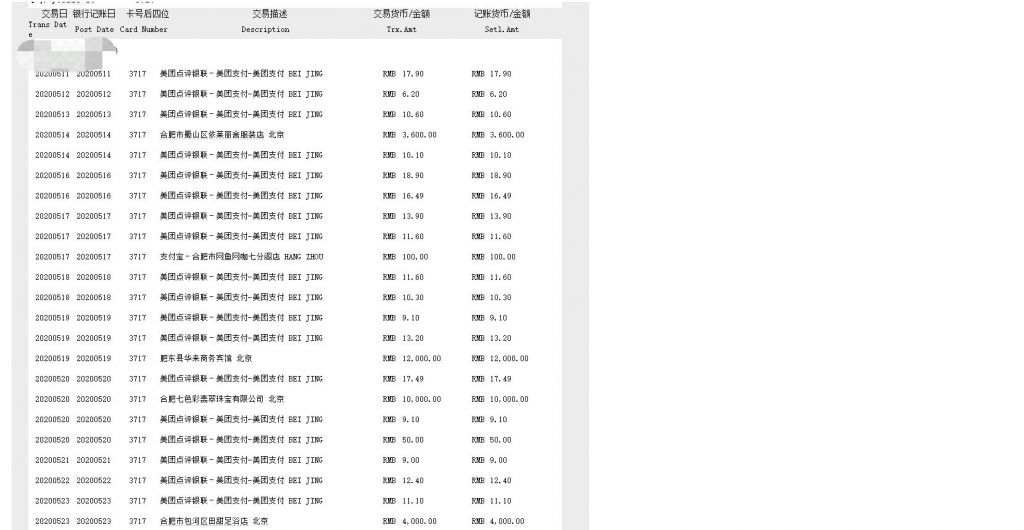 交易日 银行记账日 卡号后四位 交易描述 交易货币/金额 记账货币/金额
Trans Dat
e Post Date Card Number Description Trx.Amt Setl.Amt
20200511 20200511 3717 美团点评银联-美团支付-美团支付 BEI JING RMB 17.90 RMB 17.90
20200512 20200512 3717 美团点评银联-美团支付-美团支付 BEI JING RMB 6.20 RMB 6.20
20200513 20200513 3717 美团点评银联-美团支付-美团支付 BEI JING RMB 10.60 RMB 10.60
20200514 20200514 3717 合肥市蜀山区依莱丽舍服装店 北京 RMB 3,600.00 RMB 3,600.00
20200514 20200514 3717 美团点评银联-美团支付-美团支付 BEI JING RMB 10.10 RMB 10.10
20200516 20200516 3717 美团点评银联-美团支付-美团支付 BEI JING RMB 18.90 RMB 18.90
20200516 20200516 3717 美团点评银联-美团支付-美团支付 BEI JING RMB 16.49 RMB 16.49
20200517 20200517 3717 美团点评银联-美团支付-美团支付 BEI JING RMB 13.90 RMB 13.90
20200517 20200517 3717 美团点评银联-美团支付-美团支付 BEI JING RMB 11.60 RMB 11.60
20200517 20200517 3717 支付宝-合肥市网鱼网咖七分店 HANG ZHOU RMB 100.00 RMB 100.00
20200518 20200518 3717 美团点评银联-美团支付-美团支付 BEI JING RMB 11.60 RMB 11.60
20200518 20200518 3717 美团点评银联-美团支付-美团支付 BEI JING RMB 10.30 RMB 10.30
20200519 20200519 3717 美团点评银联-美团支付-美团支付 BEI JING RMB 9.10 RMB 9.10
20200519 20200519 3717 美团点评银联-美团支付-美团支付 BEI JING RMB 13.20 RMB 13.20
20200519 20200519 3717 肥东县华来商务宾馆 北京 RMB 12,000.00 RMB 12,000.00
20200520 20200520 3717 美团点评银联-美团支付-美团支付 BEI JING RMB 17.49 RMB 17.49
20200520 20200520 3717 合肥七色彩翡翠珠宝有限公司 北京 RMB 10,000.00 RMB 10,000.00
20200520 20200520 3717 美团点评银联-美团支付-美团支付 BEI JING RMB 9.10 RMB 9.10
20200520 20200520 3717 美团点评银联-美团支付-美团支付 BEI JING RMB 50.00 RMB 50.00
20200521 20200521 3717 美团点评银联-美团支付-美团支付 BEI JING RMB 9.00 RMB 9.00
20200522 20200522 3717 美团点评银联-美团支付-美团支付 BEI JING RMB 12.40 RMB 12.40
20200523 20200523 3717 美团点评银联-美团支付-美团支付 BEI JING RMB 11.10 RMB 11.10
20200523 20200523 3717 合肥市包河区田甜足浴店 北京 RMB 4,000.00 RMB 4,000.00